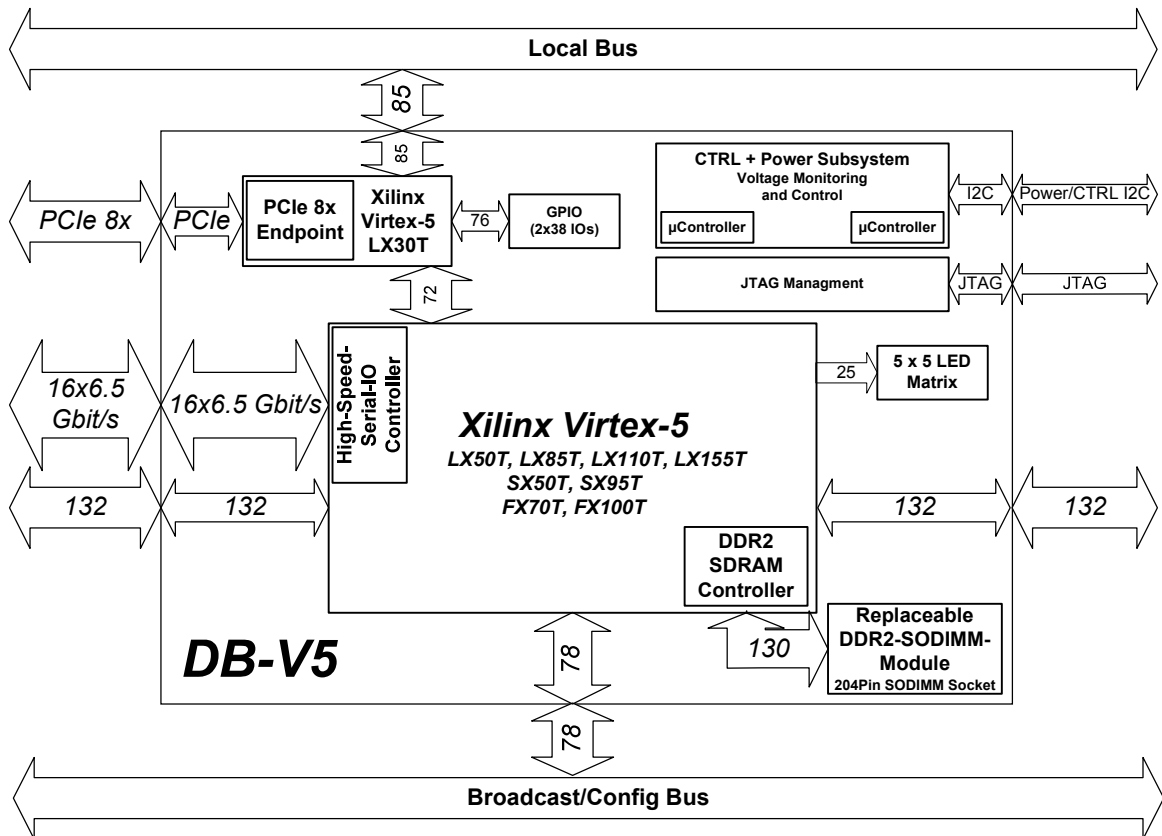 Local Bus
85
85
PCIe 8x
PCIe
PCIe 8x
Endpoint
Xilinx
Virtex-5
LX30T
76
GPIO
(2x38 IOs)
CTRL + Power Subsystem
Voltage Monitoring
and Control
µController
µController
I2C
Power/CTRL I2C
JTAG Managment
JTAG
JTAG
72
16x6.5
Gbit/s
16x6.5 Gbit/s
High-Speed-
Serial-IO
Controller
25
5 x 5 LED
Matrix
Xilinx Virtex-5
LX50T, LX85T, LX110T, LX155T
SX50T, SX95T
FX70T, FX100T
132
132
132
132
DDR2
SDRAM
Controller
130
Replaceable
DDR2-SODIMM-
Module
204Pin SODIMM Socket
DB-V5
78
78
Broadcast/Config Bus